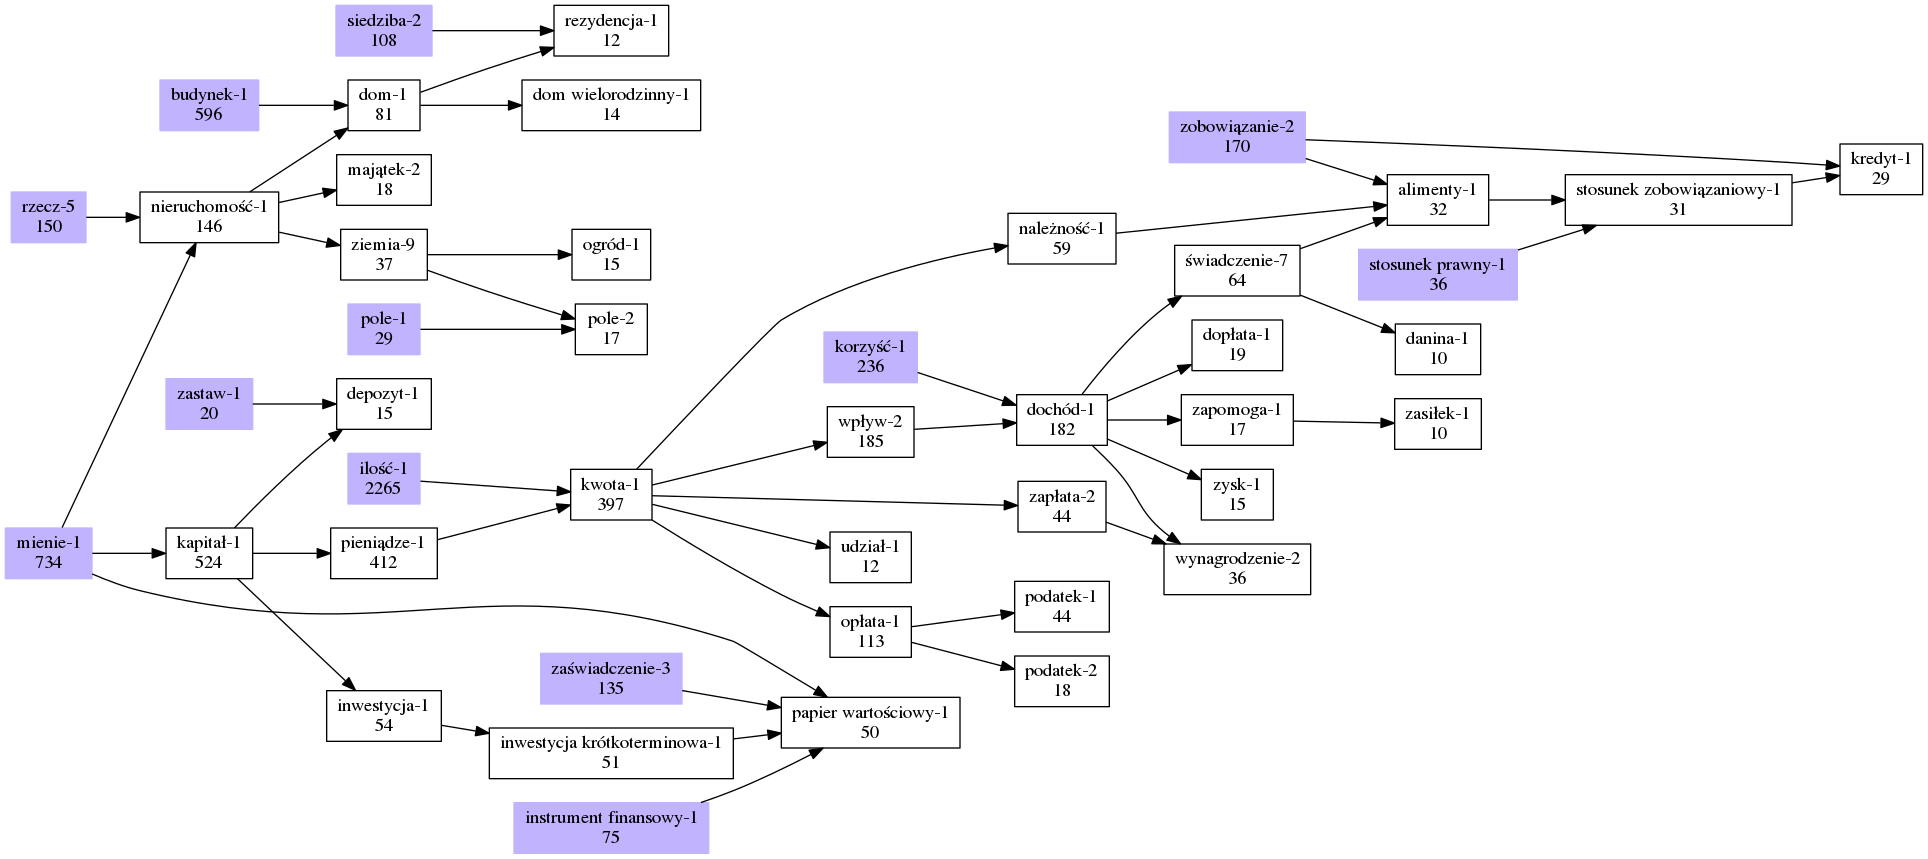 siedziba-2
108
rezydencja-1
12
budynek-1
596
dom-1
81
dom wielorodzinny-1
14
zobowiązanie-2
170
kredyt-1
29
majątek-2
18
rzecz-5
150
nieruchomość-1
146
alimenty-1
32
stosunek zobowiązaniowy-1
31
należność-1
59
ziemia-9
37
ogród-1
15
świadczenie-7
64
stosunek prawny-1
36
pole-1
29
pole-2
17
korzyść-1
236
dopłata-1
19
danina-1
10
zastaw-1
20
depozyt-1
15
wpływ-2
185
dochód-1
182
zapomoga-1
17
zasiłek-1
10
ilość-1
2265
kwota-1
397
zapłata-2
44
zysk-1
15
mienie-1
734
kapitał-1
524
pieniądze-1
412
udział-1
12
wynagrodzenie-2
36
opłata-1
113
podatek-1
44
zaświadczenie-3
135
podatek-2
18
inwestycja-1
54
papier wartościowy-1
50
inwestycja krótkoterminowa-1
51
instrument finansowy-1
75